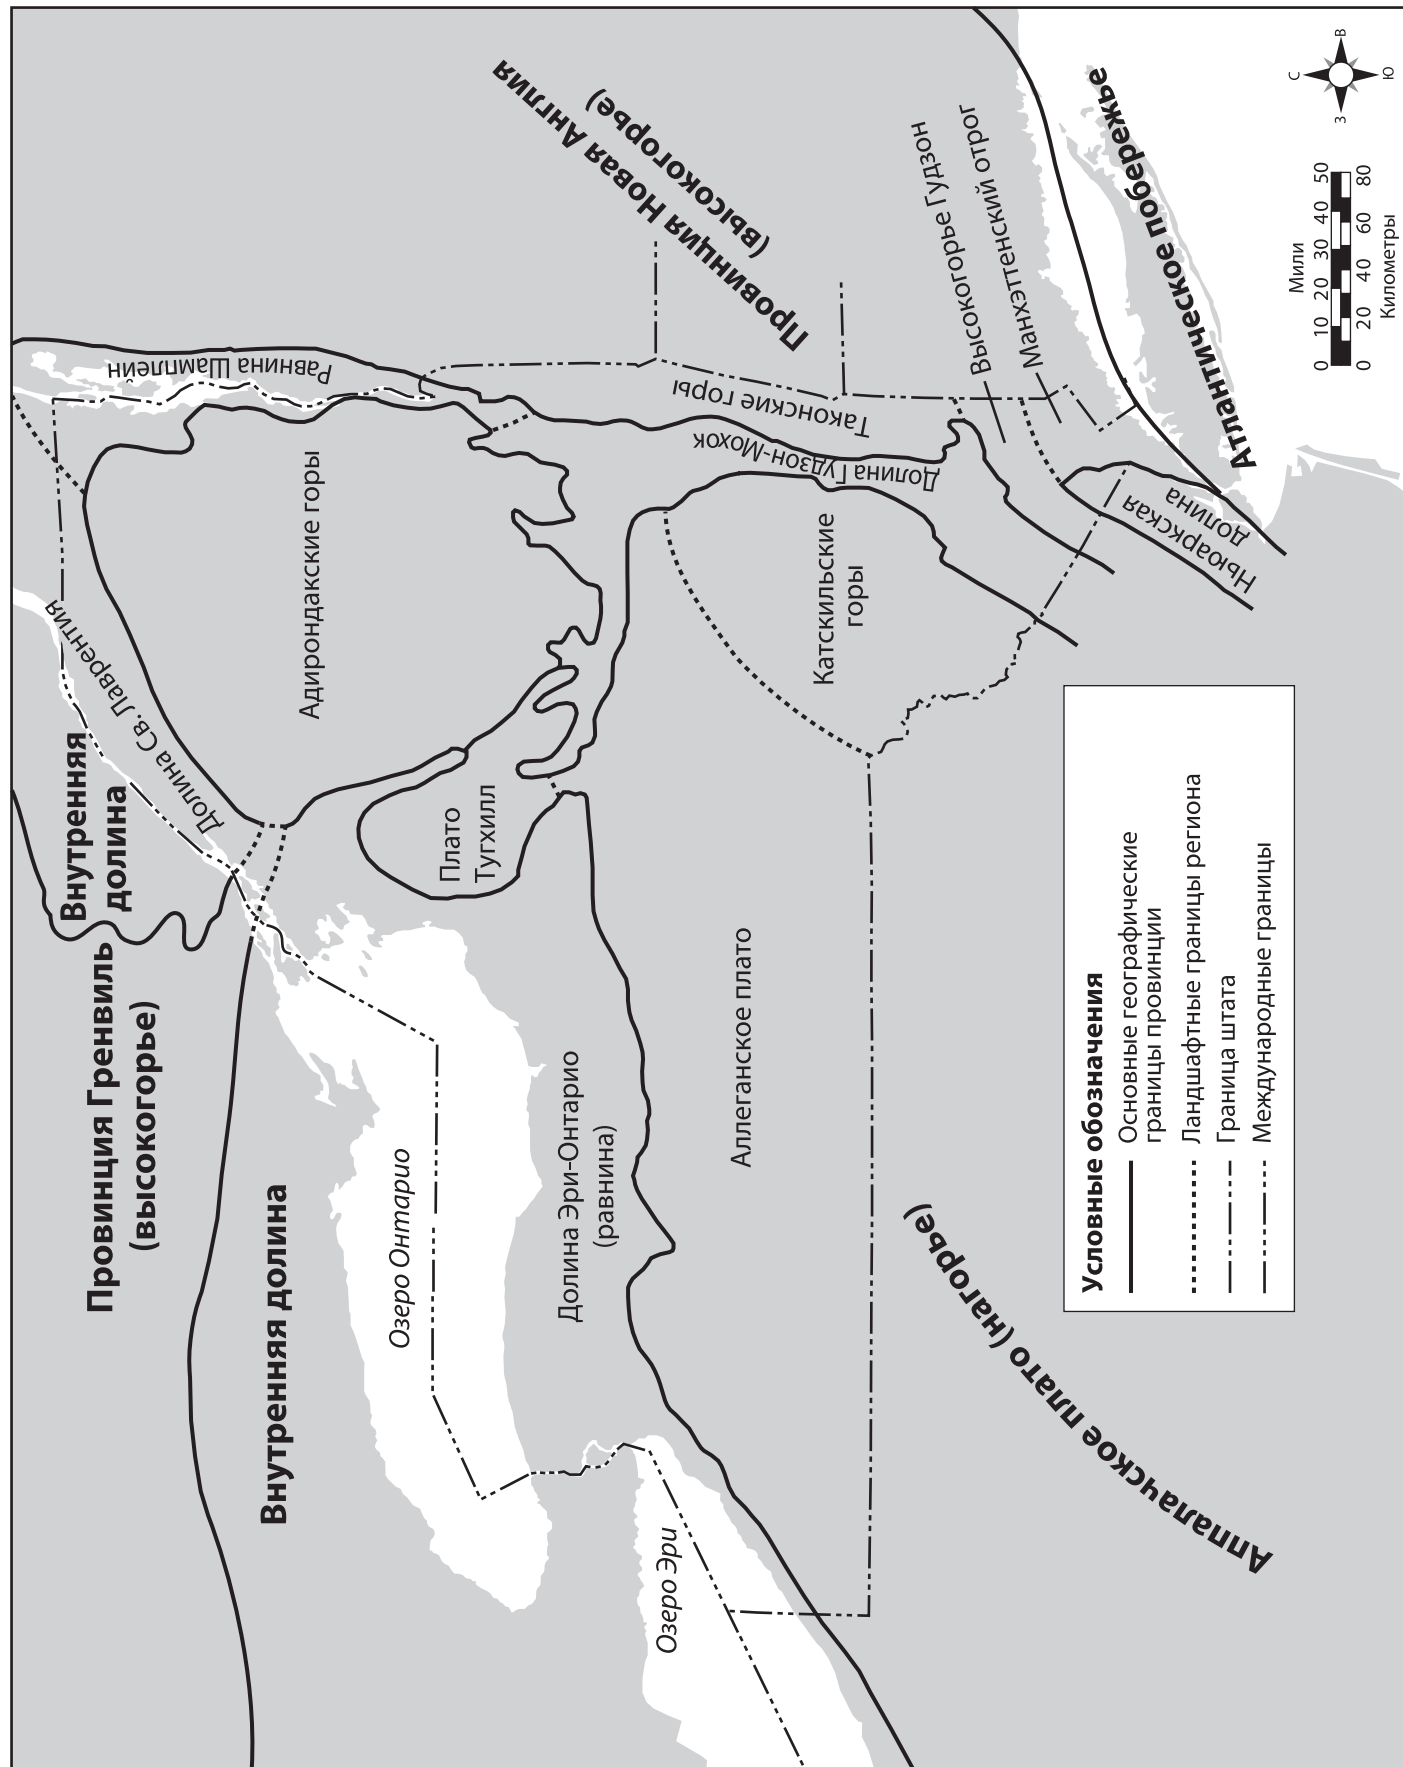 Провинция Гренвиль
(высокогорье)
Внутренняя
долина
Внутренняя долина
Долина Св. Лаврентия
Равнина Шамплейн
Адирондакские горы
Плато
Тугхилл
Озеро Онтарио
Долина Эри-Онтарио
(равнина)
Озеро Эри
Аллеганское плато
Катскильские
горы
Долина Гудзон-Мохок
Таконские горы
Провинция Новая Англия
(высокогорье)
Высокогорье Гудзон
Манхэттенский отрог
Ньюаркская
долина
Атлантическое побережье
Аппалачское плато (нагорье)
Условные обозначения
Основные географические
границы провинции
Ландшафтные границы региона
Граница штата
Международные границы
Мили
0 10 20 30 40 50
0 20 40 60 80
Километры
С
З
В
Ю